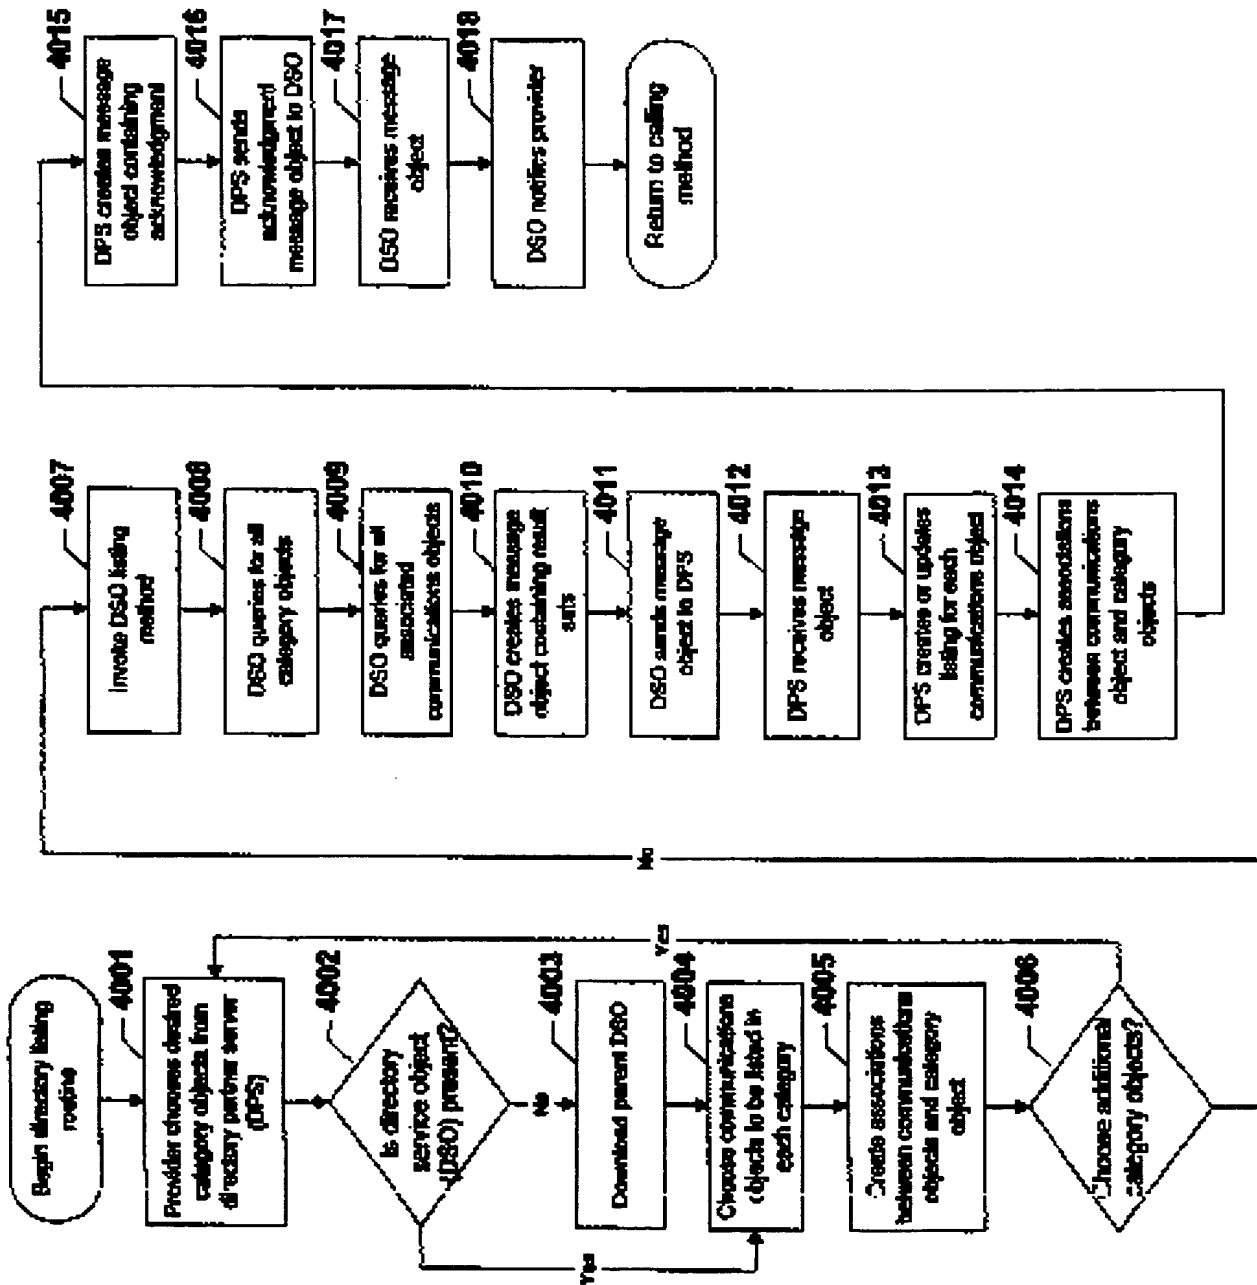 Begin directory listing
routine
4001
Provider chooses desired
category objects from
directory partner server
(DPS)
4002
Is directory
service object
(DSO) present?
No
Yes
4003
Download parent DSO
4004
Choose communications
objects to be listed in
each category
4005
Create associations
between communications
objects and category
object
4006
Choose additional
category objects?
Yes
No
4007
Invoke DSO listing
method
4008
DSO queries for all
category objects
4009
DSO queries for all
associated
communications objects
4010
DSO creates message
object containing result
sets
4011
DSO sends message
object to DPS
4012
DPS receives message
object
4013
DPS creates or updates
listing for each
communications object
4014
DPS creates associations
between communications
object and category
objects
4015
DPS creates message
object containing
acknowledgment
4016
DPS sends
acknowledgment
message object to DSO
4017
DSO receives message
object
4018
DSO notifies provider
Return to calling
method